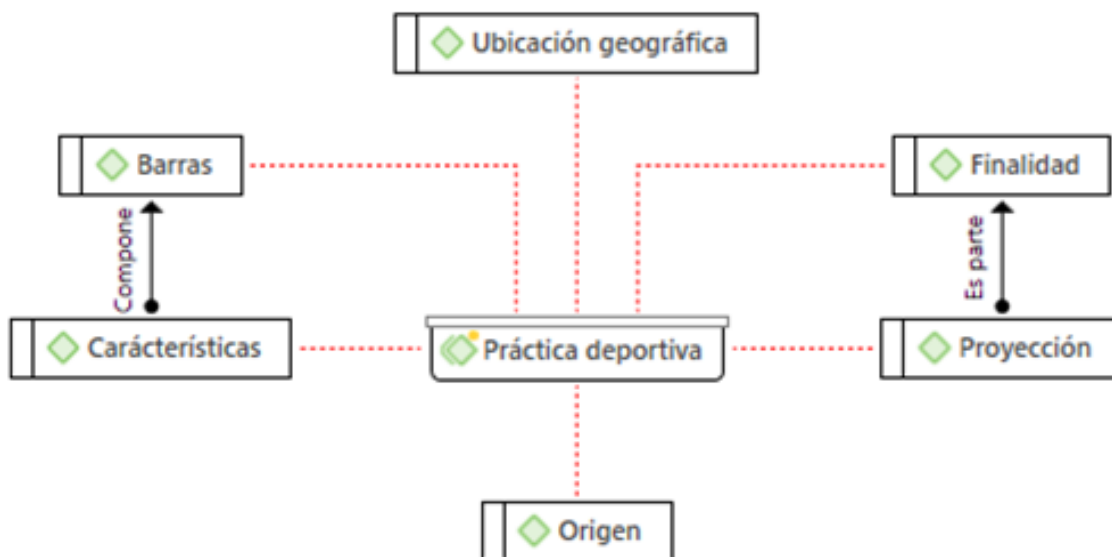 Ubicación geográfica
Barras
Finalidad
Compone
Es parte
Carácterísticas
Práctica deportiva
Proyección
Origen